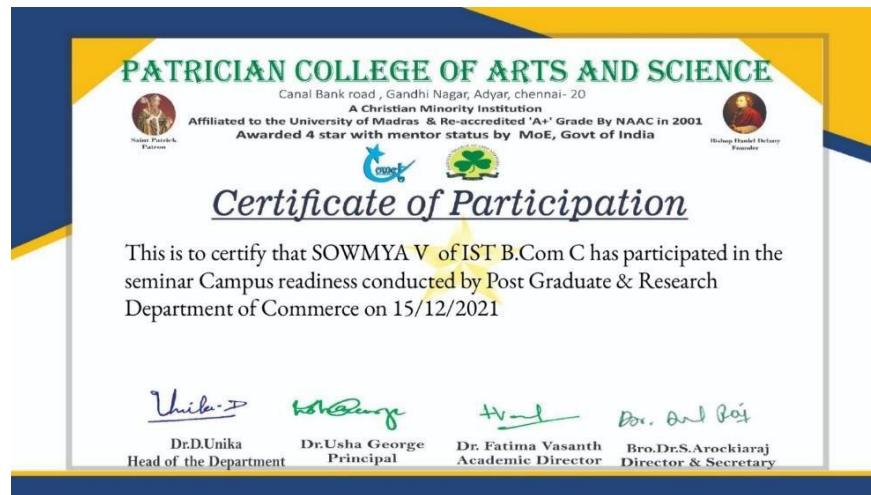 PATRICIAN COLLEGE OF ARTS AND SCIENCE
Canal Bank road , Gandhi Nagar, Adyar, chennai- 20
A Christian Minority Institution
Affiliated to the University of Madras & Re-accredited 'A+' Grade By NAAC in 2001
Awarded 4 star with mentor status by MoE, Govt of India
Saint Patrick
Patron
Bishop Daniel Delany
Founder
Certificate of Participation
This is to certify that SOWMYA V of IST B.Com C has participated in the
seminar Campus readiness conducted by Post Graduate & Research
Department of Commerce on 15/12/2021
Unika-D
Dr.D.Unika
Head of the Department
Dr.Usha George
Principal
Dr. Fatima Vasanth
Academic Director
Bro.Dr.S.Arockiaraj
Director & Secretary